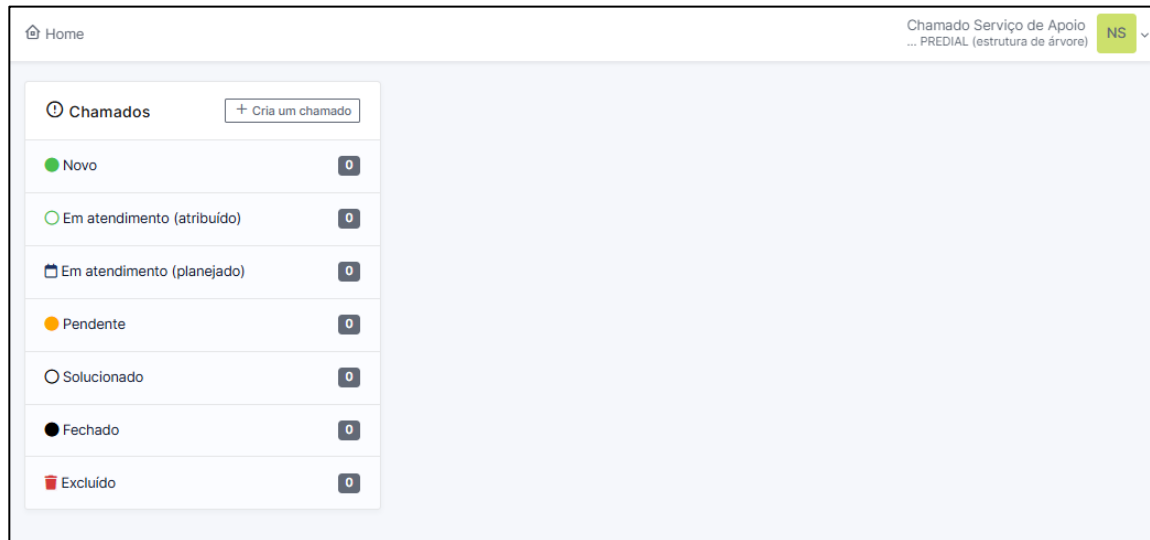 Home
Chamado Serviço de Apoio
... PREDIAL (estrutura de árvore)
NS
Chamados
+ Cria um chamado
Novo 0
Em atendimento (atribuído) 0
Em atendimento (planejado) 0
Pendente 0
Solucionado 0
Fechado 0
Excluído 0